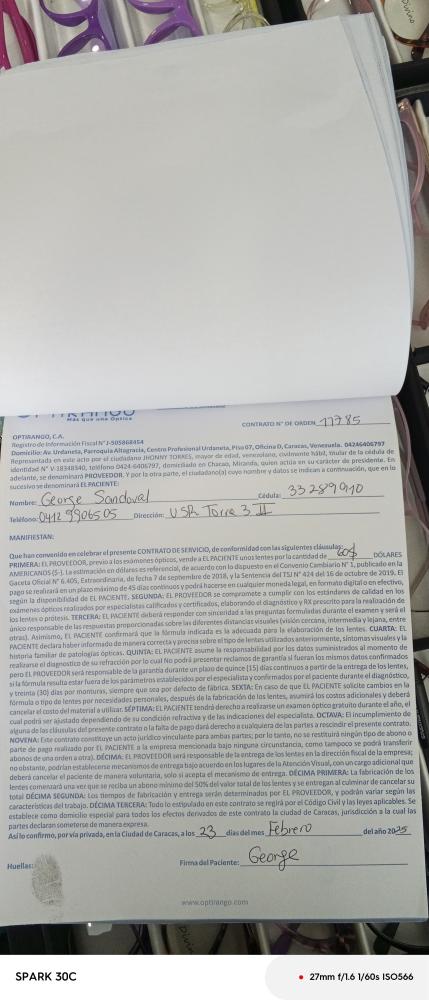 Divino
OPTIRANGO
Más que una Óptica
CONTRATO N° DE ORDEN 11785
OPTIRANGO, C.A.
Registro de Información Fiscal N° J-505868454
Domicilio: Av. Urdaneta, Parroquia Altagracia, Centro Profesional Urdaneta, Piso 07, Oficina D, Caracas, Venezuela. 04246406797
Representada en este acto por JHONNY TORRES, mayor de edad, venezolano, civilmente hábil, titular de la cédula de
identidad N° V-18348540, teléfono 0424-6406797, domiciliado en Chacao, Miranda, quien actúa en su carácter de presidente. En
adelante, se denominará PROVEEDOR. Y por la otra parte, el ciudadano(a) cuyo nombre y datos se indican a continuación, que en lo
sucesivo se denominará EL PACIENTE:
Nombre: George Sandoval Cédula: 33289910
Teléfono: 0412 9906505 Dirección: USR Torre 3 II
MANIFIESTAN:
Que han convenido en celebrar el presente CONTRATO DE SERVICIO, de conformidad con las siguientes cláusulas:
PRIMERA: EL PROVEEDOR, previo a los exámenes ópticos, vende a EL PACIENTE unos lentes por la cantidad de 60$ DÓLARES
AMERICANOS ($-). La estimación en dólares es referencial, de acuerdo con lo dispuesto en el Convenio Cambiario N° 1, publicado en la
Gaceta Oficial N° 6.405, Extraordinaria, de fecha 7 de septiembre de 2018, y la Sentencia del TSJ N° 424 del 16 de octubre de 2019. El
pago se realizará en un plazo máximo de 45 días continuos y podrá hacerse en cualquier moneda legal, en formato digital o en efectivo,
según la disponibilidad de EL PACIENTE. SEGUNDA: EL PROVEEDOR se compromete a cumplir con los estándares de calidad en los
exámenes ópticos realizados por especialistas calificados y certificados, elaborando el diagnóstico y RX prescrito para la realización de
los lentes o prótesis. TERCERA: EL PACIENTE deberá responder con sinceridad a las preguntas formuladas durante el examen y será el
único responsable de las respuestas proporcionadas sobre las diferentes distancias visuales (visión cercana, intermedia y lejana, entre
otras). Asimismo, EL PACIENTE confirmará que la fórmula indicada es la adecuada para la elaboración de los lentes. CUARTA: EL
PACIENTE declara haber informado de manera correcta y precisa sobre el tipo de lentes utilizados anteriormente, síntomas visuales y la
historia familiar de patologías ópticas. QUINTA: EL PACIENTE asume la responsabilidad por los datos suministrados al momento de
realizarse el diagnostico de su refracción por lo cual No podrá presentar reclamos de garantía si fueran los mismos datos confirmados
pero EL PROVEEDOR será responsable de la garantía durante un plazo de quince (15) días continuos a partir de la entrega de los lentes,
si la fórmula resulta estar fuera de los parámetros establecidos por el especialista y confirmados por el paciente durante el diagnóstico,
y treinta (30) días por monturas, siempre que sea por defecto de fábrica. SEXTA: En caso de que EL PACIENTE solicite cambios en la
fórmula o tipo de lentes por necesidades personales, después de la fabricación de los lentes, asumirá los costos adicionales y deberá
cancelar el costo del material a utilizar. SÉPTIMA: EL PACIENTE tendrá derecho a realizarse un examen óptico gratuito durante el año, el
cual podrá ser ajustado dependiendo de su condición refractiva y de las indicaciones del especialista. OCTAVA: El incumplimiento de
alguna de las cláusulas del presente contrato o la falta de pago dará derecho a cualquiera de las partes a rescindir el presente contrato.
NOVENA: Este contrato constituye un acto jurídico vinculante para ambas partes; por lo tanto, no se restituirá ningún tipo de abono o
parte de pago realizado por EL PACIENTE a la empresa mencionada bajo ninguna circunstancia, como tampoco se podrá transferir
abonos de una orden a otra). DÉCIMA: EL PROVEEDOR será responsable de la entrega de los lentes en la dirección fiscal de la empresa;
no obstante, podrían establecerse mecanismos de entrega bajo acuerdo en los lugares de la Atención Visual, con un cargo adicional que
deberá cancelar el paciente de manera voluntaria, solo si acepta el mecanismo de entrega. DÉCIMA PRIMERA: La fabricación de los
lentes comenzará una vez que se reciba un abono mínimo del 50% del valor total de los lentes y se entregan al culminar de cancelar su
total DÉCIMA SEGUNDA: Los tiempos de fabricación y entrega serán determinados por EL PROVEEDOR, y podrán variar según las
características del trabajo. DÉCIMA TERCERA: Todo lo estipulado en este contrato se regirá por el Código Civil y las leyes aplicables. Se
establece como domicilio especial para todos los efectos derivados de este contrato la ciudad de Caracas, jurisdicción a la cual las
partes declaran someterse de manera expresa.
Así lo confirmo, por vía privada, en la Ciudad de Caracas, a los 23 días del mes Febrero del año 2025
Huellas: Firma del Paciente: George
www.optirango.com
SPARK 30C
27mm f/1.6 1/60s ISO566